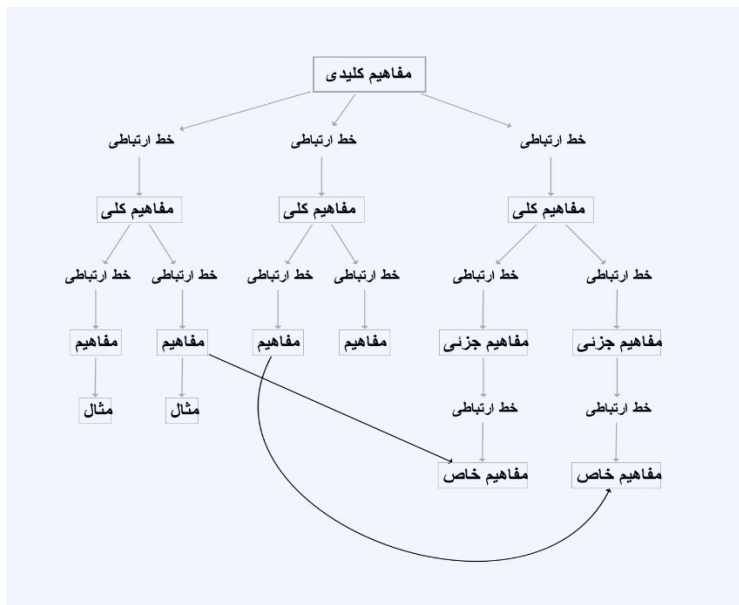 مفاهیم کلیدی
خط ارتباطی خط ارتباطی خط ارتباطی
مفاهیم کلی مفاهیم کلی مفاهیم کلی
خط ارتباطی خط ارتباطی خط ارتباطی خط ارتباطی خط ارتباطی خط ارتباطی
مفاهیم جزئی مفاهیم جزئی مفاهیم مفاهیم مفاهیم مفاهیم
خط ارتباطی خط ارتباطی مثال مثال
مفاهیم خاص مفاهیم خاص